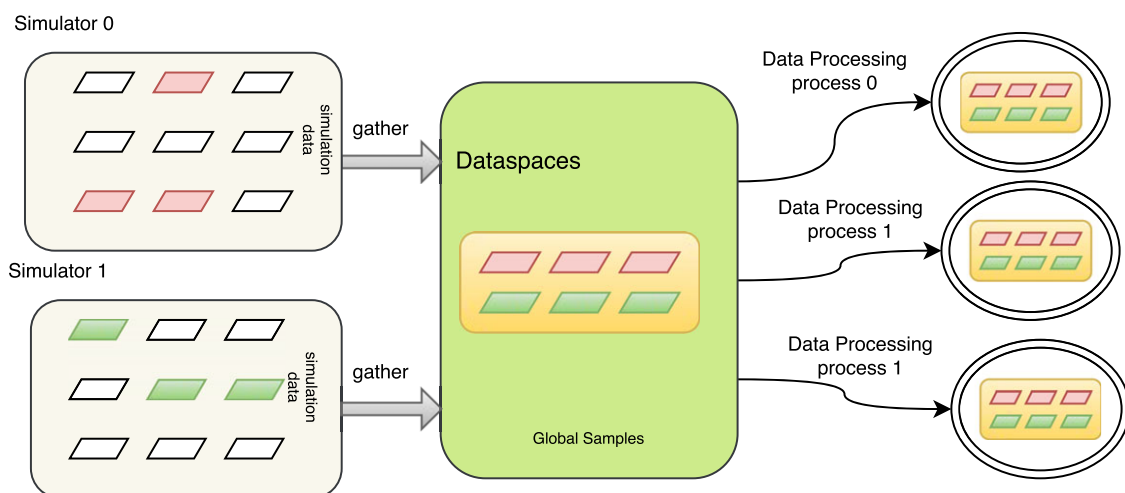 Simulator 0
simulation
data
gather
Simulator 1
simulation
data
gather
Dataspaces
Global Samples
Data Processing
process 0
Data Processing
process 1
Data Processing
process 1